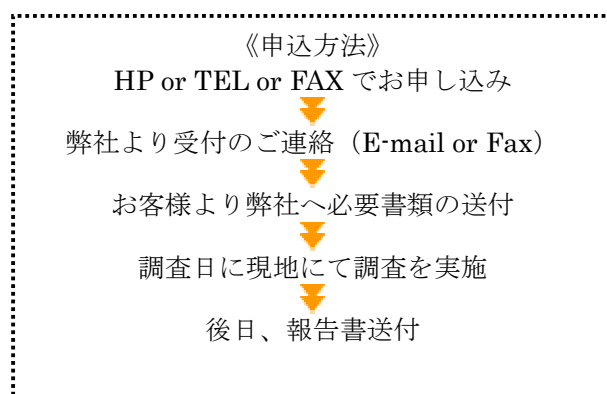 《申込方法》
HP or TEL or FAX でお申し込み
弊社より受付のご連絡（E-mail or Fax）
お客様より弊社へ必要書類の送付
調査日に現地にて調査を実施
後日、報告書送付